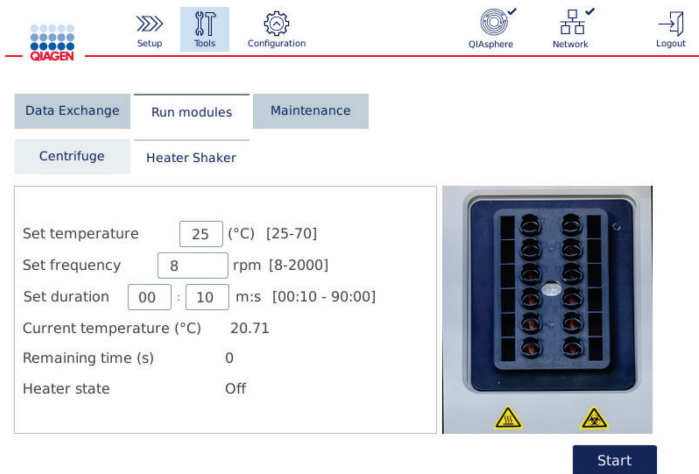 QIAGEN
Setup
Tools
Configuration
QIAsphere
Network
Logout
Data Exchange
Run modules
Maintenance
Centrifuge
Heater Shaker
Set temperature 25 (°C) [25-70]
Set frequency 8 rpm [8-2000]
Set duration 00 : 10 m:s [00:10 - 90:00]
Current temperature (°C) 20.71
Remaining time (s) 0
Heater state Off
Start